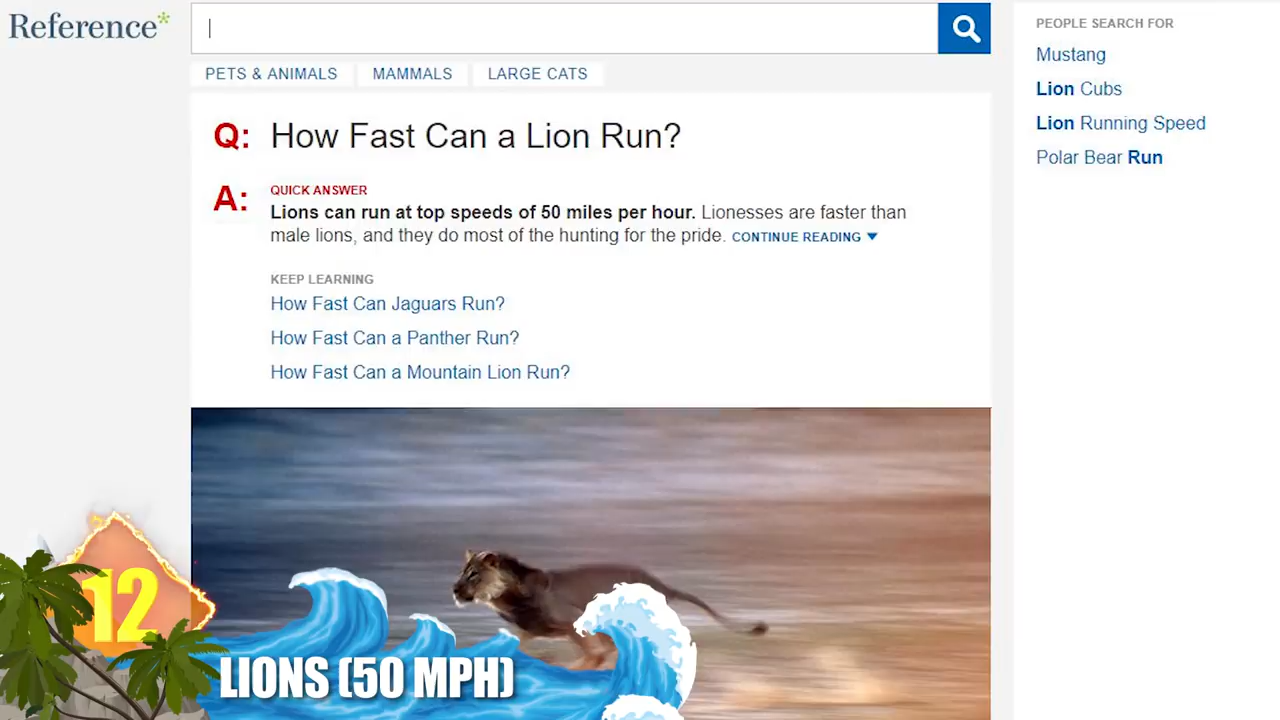 Reference*
PEOPLE SEARCH FOR
Mustang
Lion Cubs
Lion Running Speed
Polar Bear Run
PETS & ANIMALS
MAMMALS
LARGE CATS
Q: How Fast Can a Lion Run?
A: QUICK ANSWER
Lions can run at top speeds of 50 miles per hour. Lionesses are faster than
male lions, and they do most of the hunting for the pride. CONTINUE READING
KEEP LEARNING
How Fast Can Jaguars Run?
How Fast Can a Panther Run?
How Fast Can a Mountain Lion Run?
12
LIONS (50 MPH)